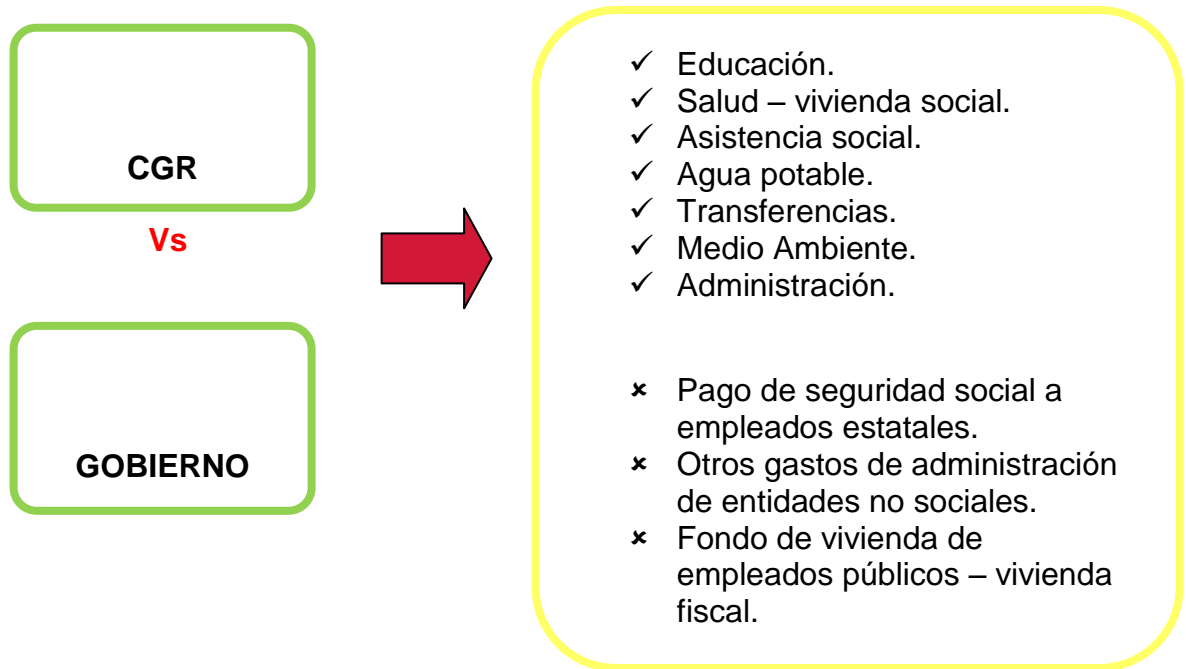 CGR
Vs
GOBIERNO
✓ Educación.
✓ Salud – vivienda social.
✓ Asistencia social.
✓ Agua potable.
✓ Transferencias.
✓ Medio Ambiente.
✓ Administración.
× Pago de seguridad social a
empleados estatales.
× Otros gastos de administración
de entidades no sociales.
× Fondo de vivienda de
empleados públicos – vivienda
fiscal.